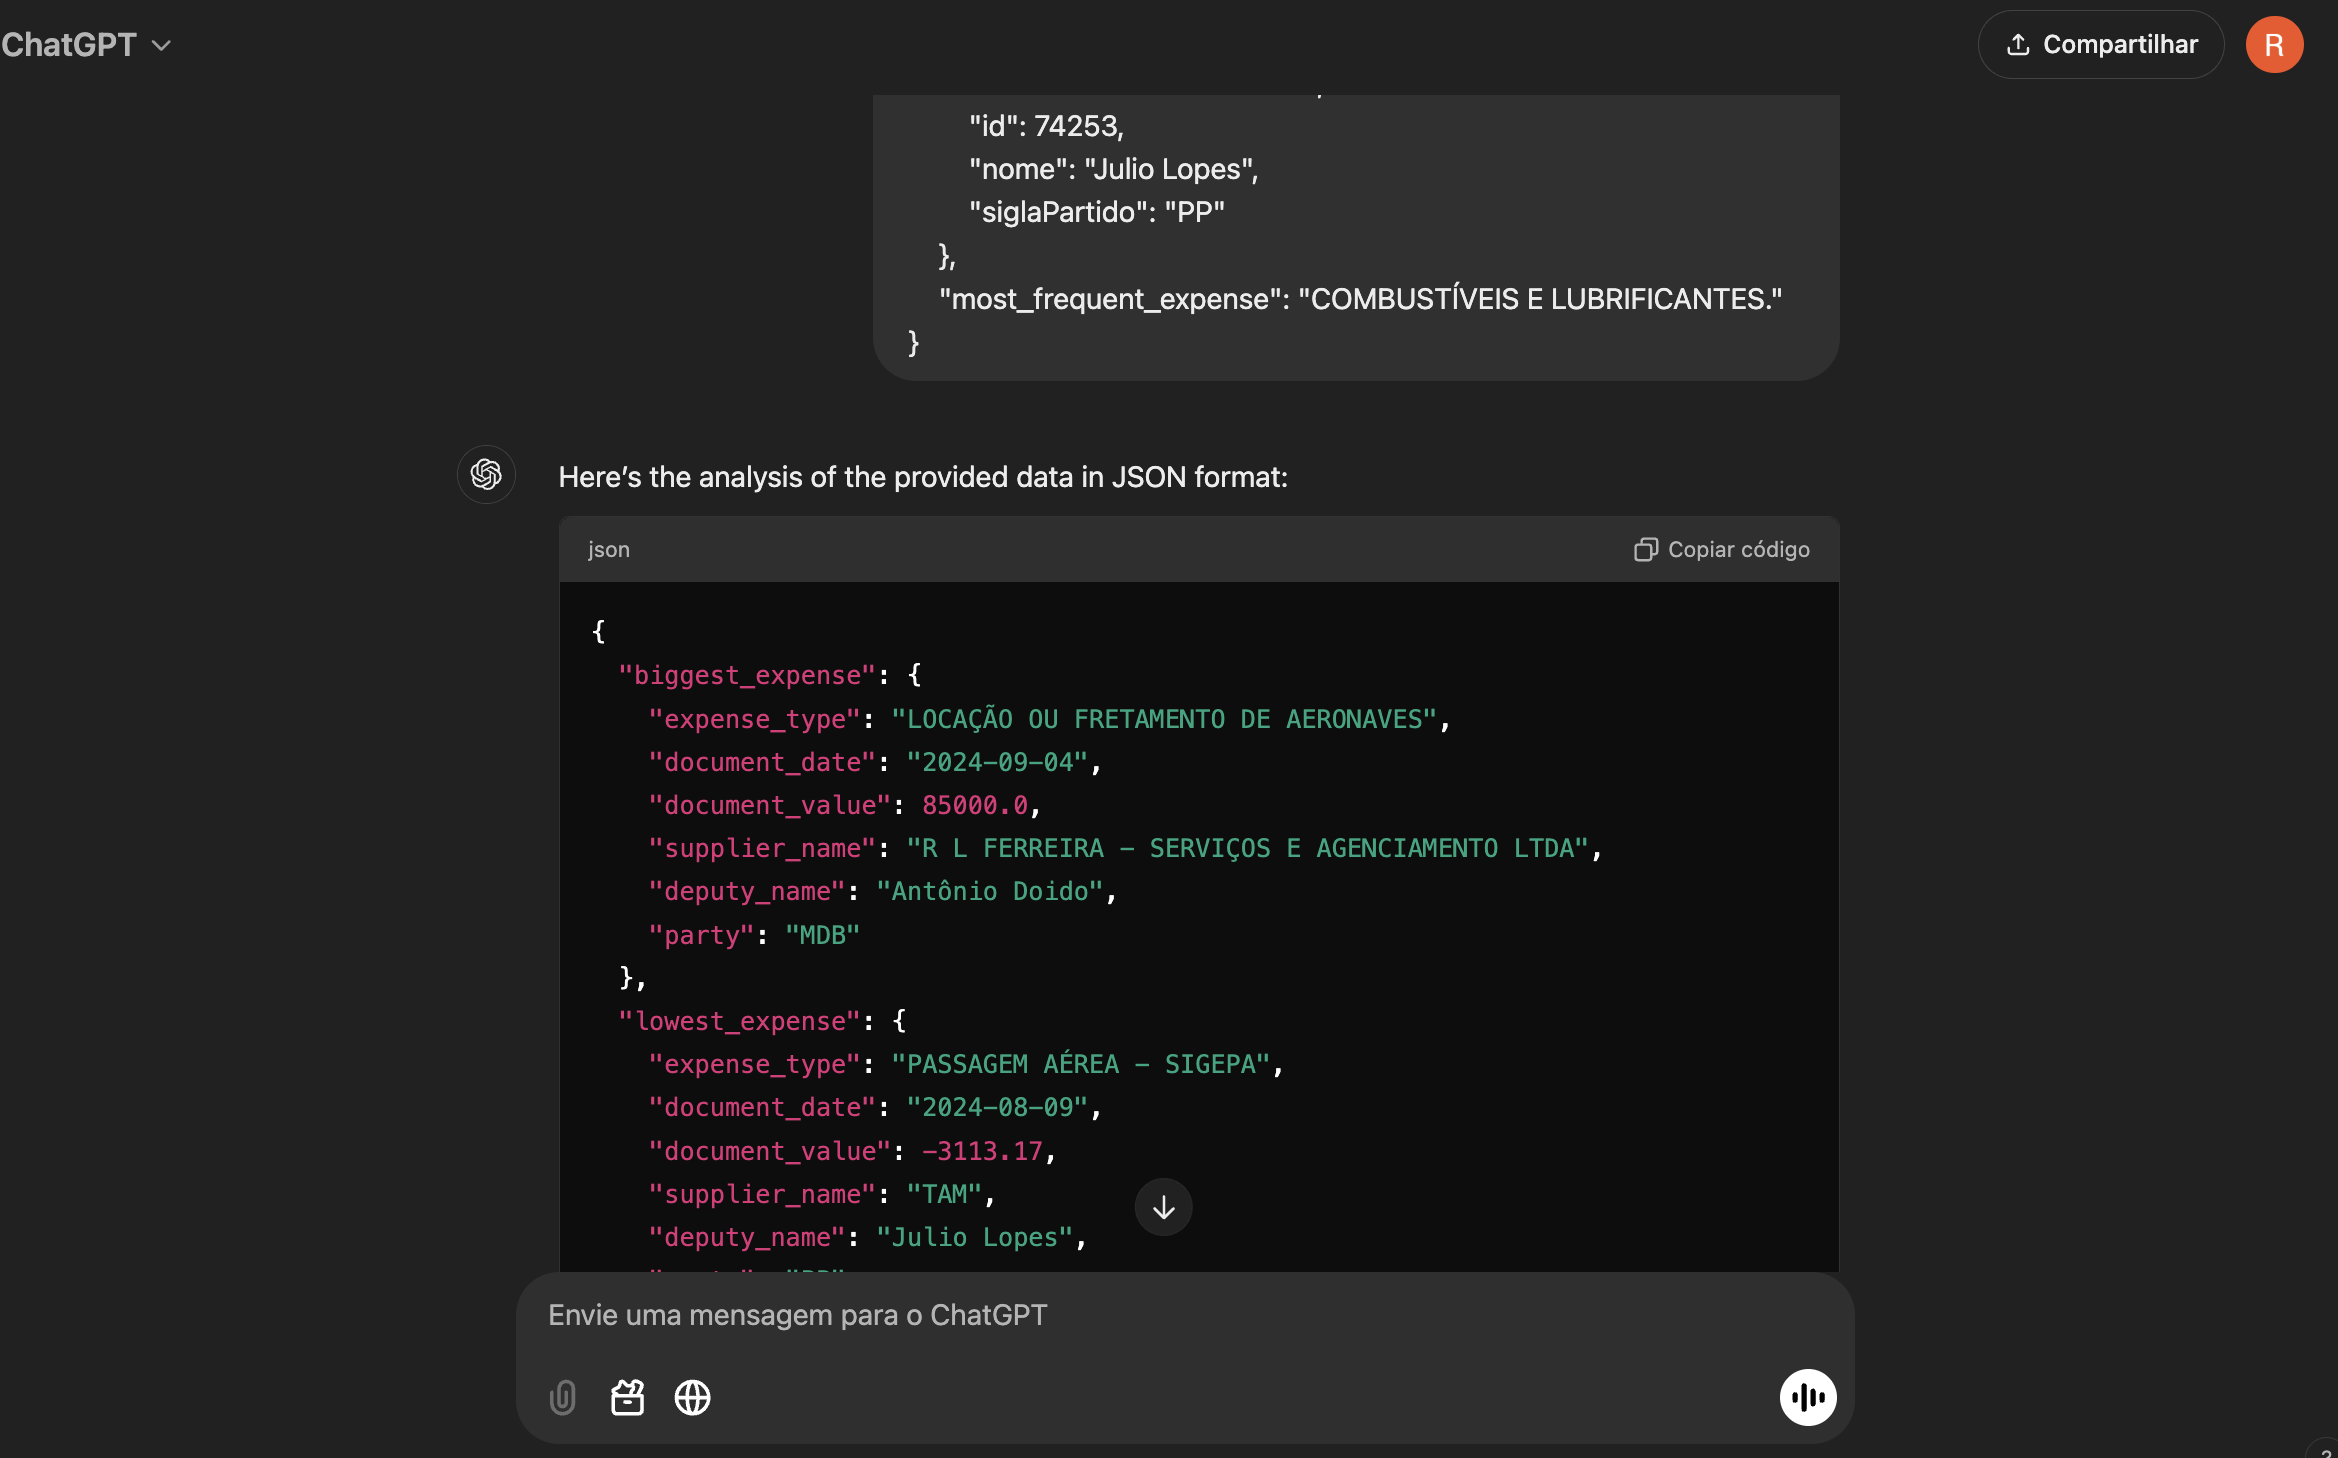 ChatGPT
Compartilhar
R
"id": 74253,
"nome": "Julio Lopes",
"siglaPartido": "PP"
},
"most_frequent_expense": "COMBUSTÍVEIS E LUBRIFICANTES."
}
Here’s the analysis of the provided data in JSON format:
json
Copiar código
{
"biggest_expense": {
"expense_type": "LOCAÇÃO OU FRETAMENTO DE AERONAVES",
"document_date": "2024-09-04",
"document_value": 85000.0,
"supplier_name": "R L FERREIRA - SERVIÇOS E AGENCIAMENTO LTDA",
"deputy_name": "Antônio Doido",
"party": "MDB"
},
"lowest_expense": {
"expense_type": "PASSAGEM AÉREA - SIGEPA",
"document_date": "2024-08-09",
"document_value": -3113.17,
"supplier_name": "TAM",
"deputy_name": "Julio Lopes",
Envie uma mensagem para o ChatGPT